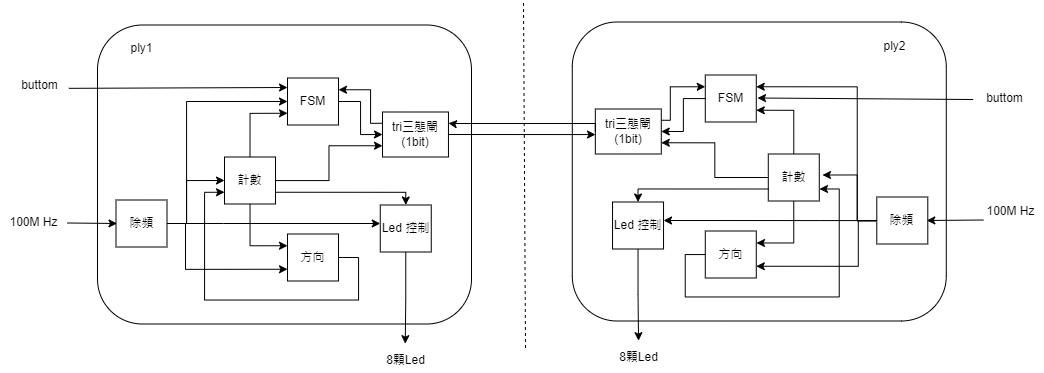 ply1
buttom
FSM
tri三態閘
(1bit)
計數
100M Hz
除頻
Led 控制
方向
8顆Led
ply2
FSM
buttom
tri三態閘
(1bit)
計數
100M Hz
除頻
Led 控制
方向
8顆Led